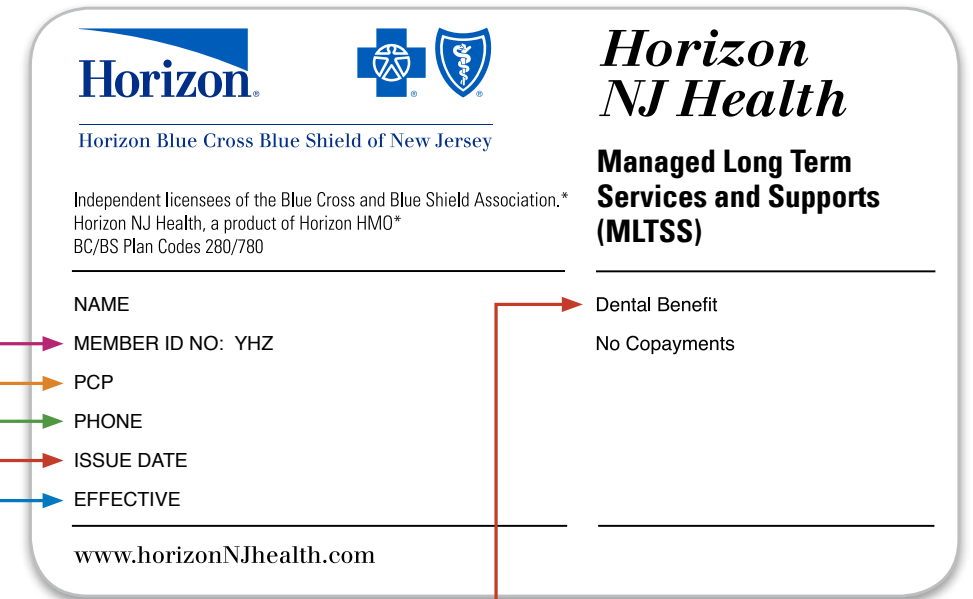 Horizon®
Horizon Blue Cross Blue Shield of New Jersey
Independent licensees of the Blue Cross and Blue Shield Association.*
Horizon NJ Health, a product of Horizon HMO*
BC/BS Plan Codes 280/780
NAME
MEMBER ID NO: YHZ
PCP
PHONE
ISSUE DATE
EFFECTIVE
www.horizonNJhealth.com
Horizon
NJ Health
Managed Long Term
Services and Supports
(MLTSS)
Dental Benefit
No Copayments